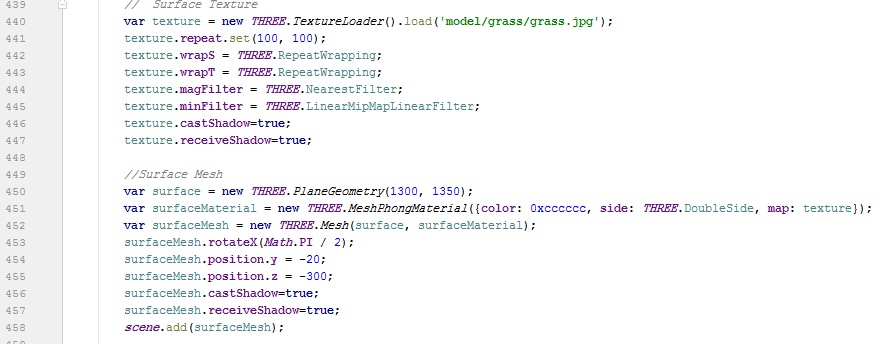 439 //  Surface Texture
440 var texture = new THREE.TextureLoader().load('model/grass/grass.jpg');
441 texture.repeat.set(100, 100);
442 texture.wrapS = THREE.RepeatWrapping;
443 texture.wrapT = THREE.RepeatWrapping;
444 texture.magFilter = THREE.NearestFilter;
445 texture.minFilter = THREE.LinearMipMapLinearFilter;
446 texture.castShadow=true;
447 texture.receiveShadow=true;
448
449 //Surface Mesh
450 var surface = new THREE.PlaneGeometry(1300, 1350);
451 var surfaceMaterial = new THREE.MeshPhongMaterial({color: 0xcccccc, side: THREE.DoubleSide, map: texture});
452 var surfaceMesh = new THREE.Mesh(surface, surfaceMaterial);
453 surfaceMesh.rotateX(Math.PI / 2);
454 surfaceMesh.position.y = -20;
455 surfaceMesh.position.z = -300;
456 surfaceMesh.castShadow=true;
457 surfaceMesh.receiveShadow=true;
458 scene.add(surfaceMesh);